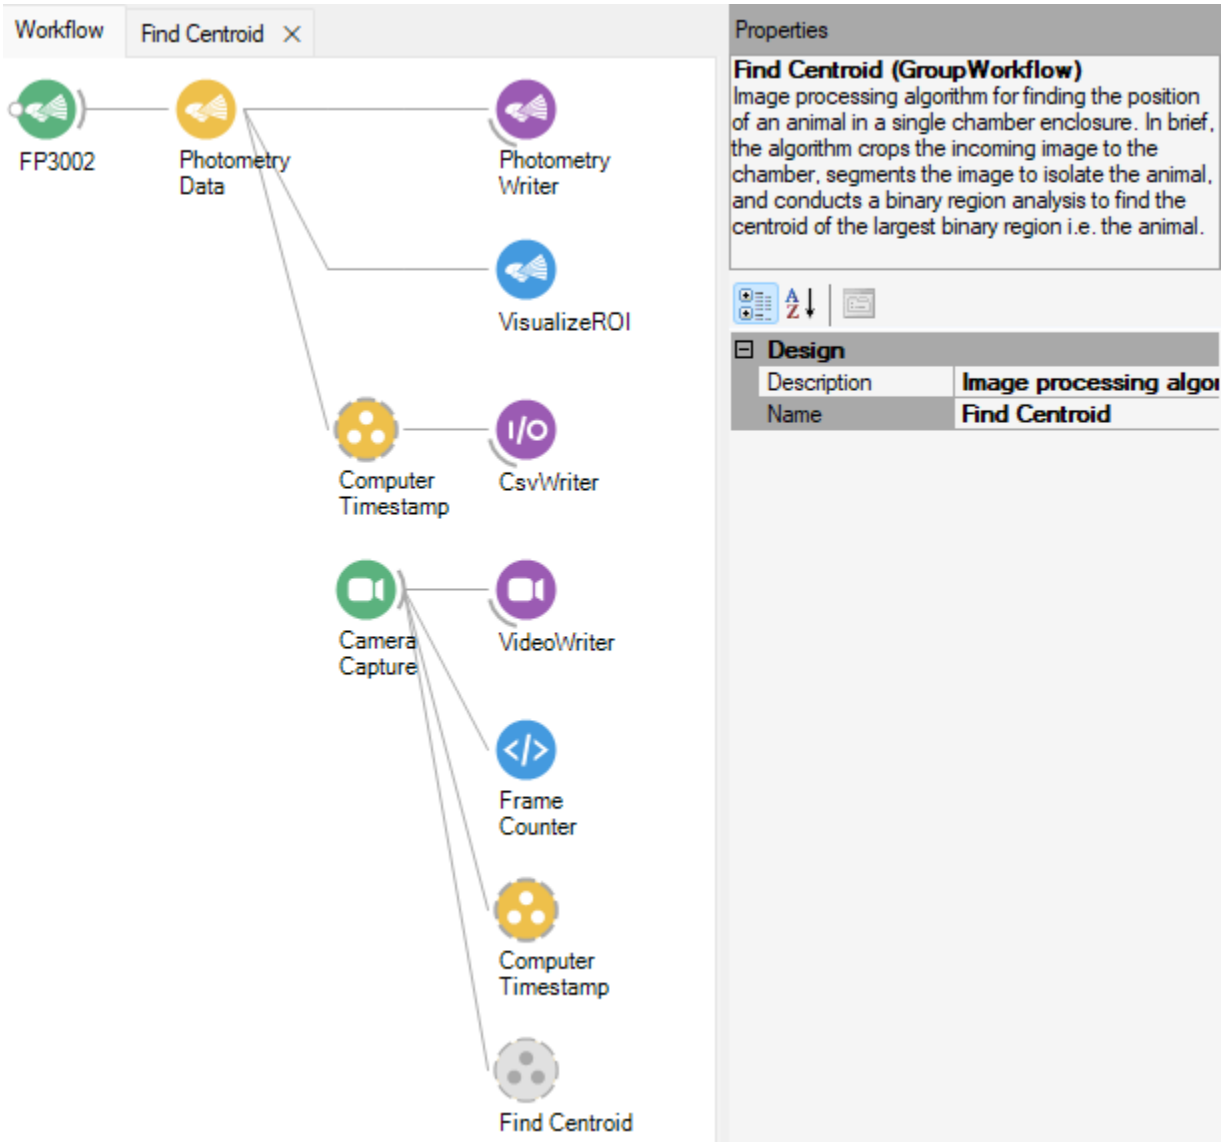 Workflow
Find Centroid
FP3002
Photometry
Data
Photometry
Writer
VisualizeROI
Computer
Timestamp
I/O
CsvWriter
Camera
Capture
VideoWriter
</>
Frame
Counter
Computer
Timestamp
Find Centroid
Properties
Find Centroid (GroupWorkflow)
Image processing algorithm for finding the position
of an animal in a single chamber enclosure. In brief,
the algorithm crops the incoming image to the
chamber, segments the image to isolate the animal,
and conducts a binary region analysis to find the
centroid of the largest binary region i.e. the animal.
A
Z
Design
Description Image processing algor
Name Find Centroid